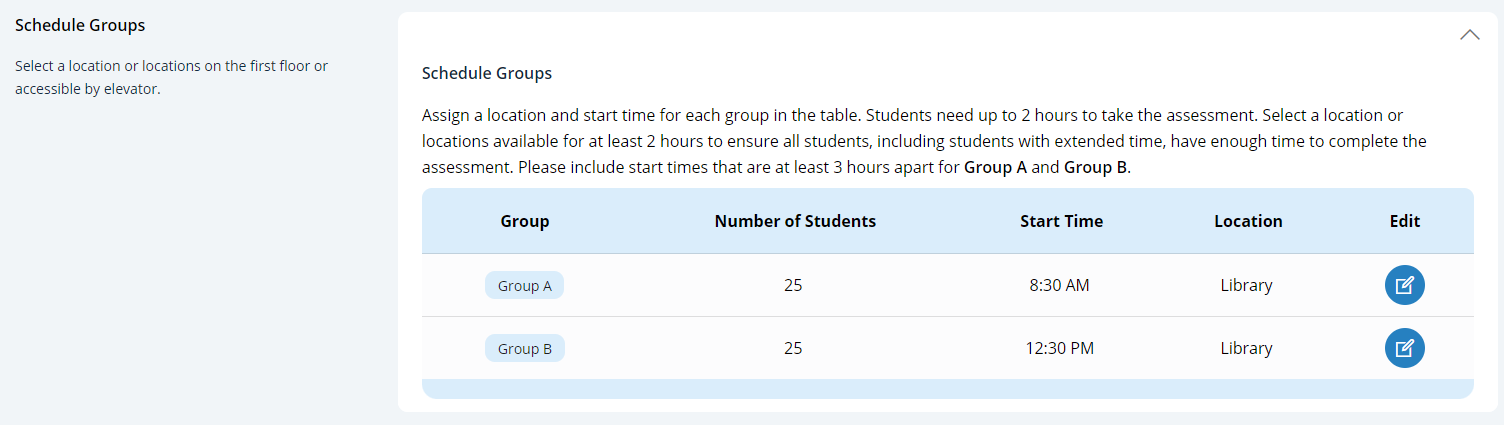 Schedule Groups
Select a location or locations on the first floor or
accessible by elevator.
Schedule Groups
Assign a location and start time for each group in the table. Students need up to 2 hours to take the assessment. Select a location or
locations available for at least 2 hours to ensure all students, including students with extended time, have enough time to complete the
assessment. Please include start times that are at least 3 hours apart for Group A and Group B.
Group Number of Students Start Time Location Edit
Group A 25 8:30 AM Library
Group B 25 12:30 PM Library